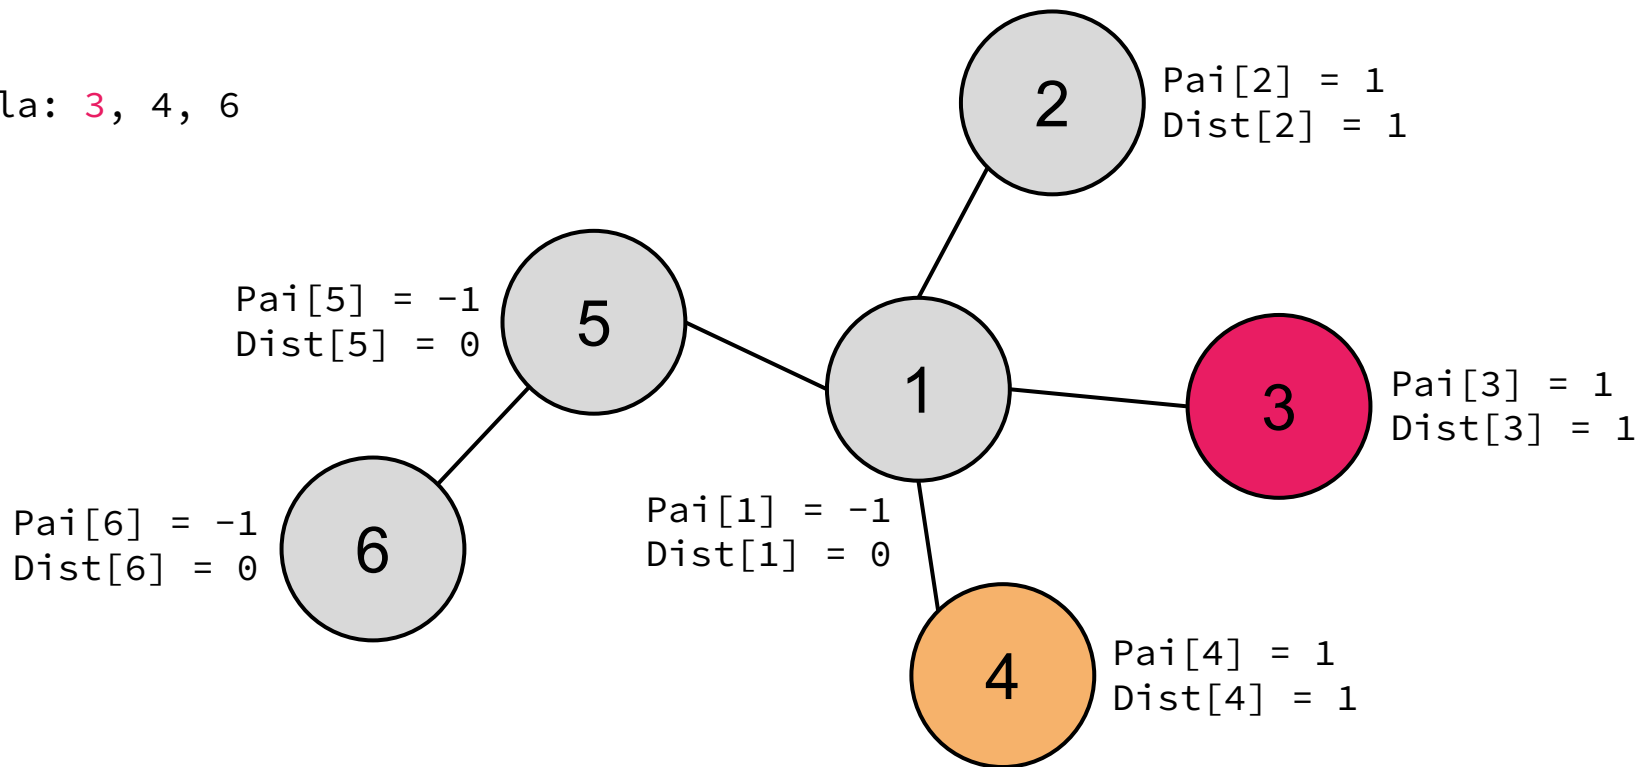 la: 3, 4, 6
2
Pai[2] = 1
Dist[2] = 1
Pai[5] = −1
Dist[5] = 0
5
1
3
Pai[3] = 1
Dist[3] = 1
Pai[6] = −1
Dist[6] = 0
6
Pai[1] = −1
Dist[1] = 0
4
Pai[4] = 1
Dist[4] = 1